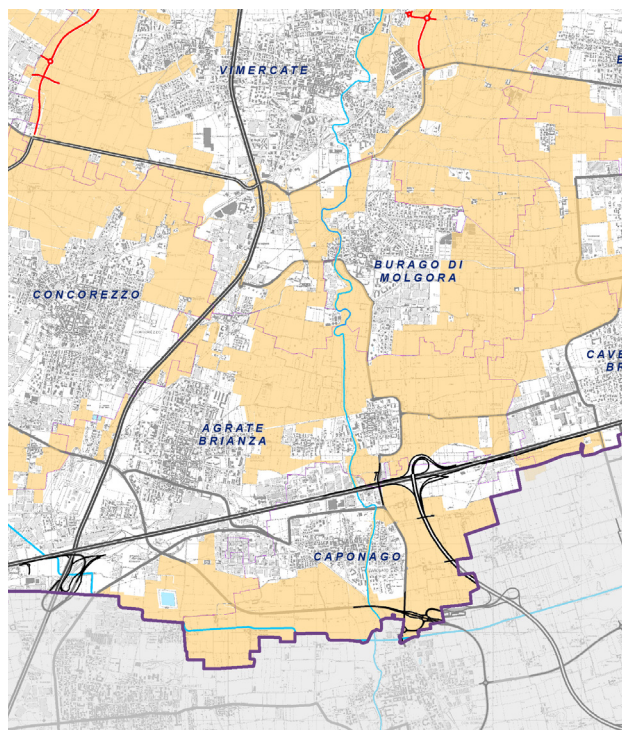 VIMERCATE
B
BURAGO DI
MOLGORA
CONCOREZZO
CAVE
BR
AGRATE
BRIANZA
CAPONAGO